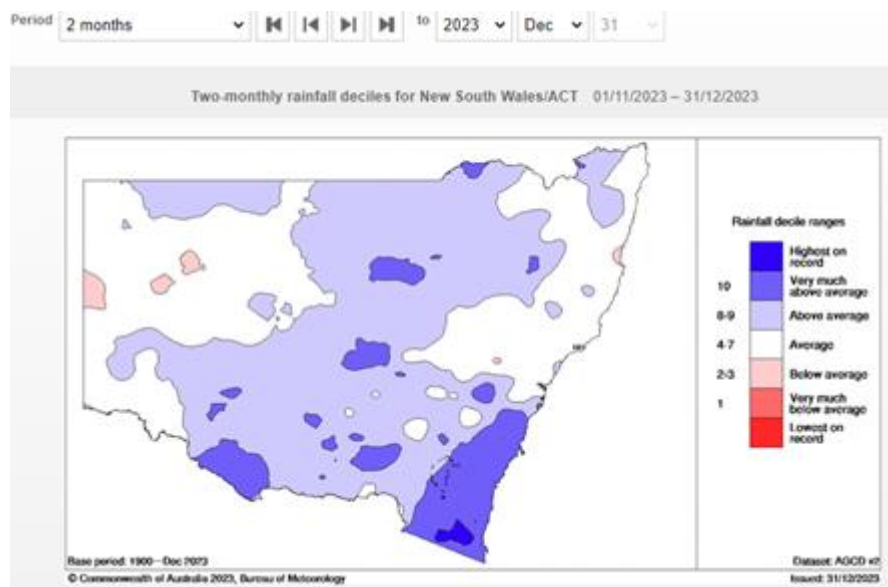 Period 2 months to 2023 Dec 31
Two-monthly rainfall deciles for New South Wales/ACT 01/11/2023 – 31/12/2023
Rainfall decile ranges
Highest on
record
10 Very much
above average
8-9 Above average
4-7 Average
2-3 Below average
1 Very much
below average
Lowest on
record
Base period: 1900–Dec 2023
Dataset: AGCD v2
© Commonwealth of Australia 2023, Bureau of Meteorology
Issued: 31/12/2023